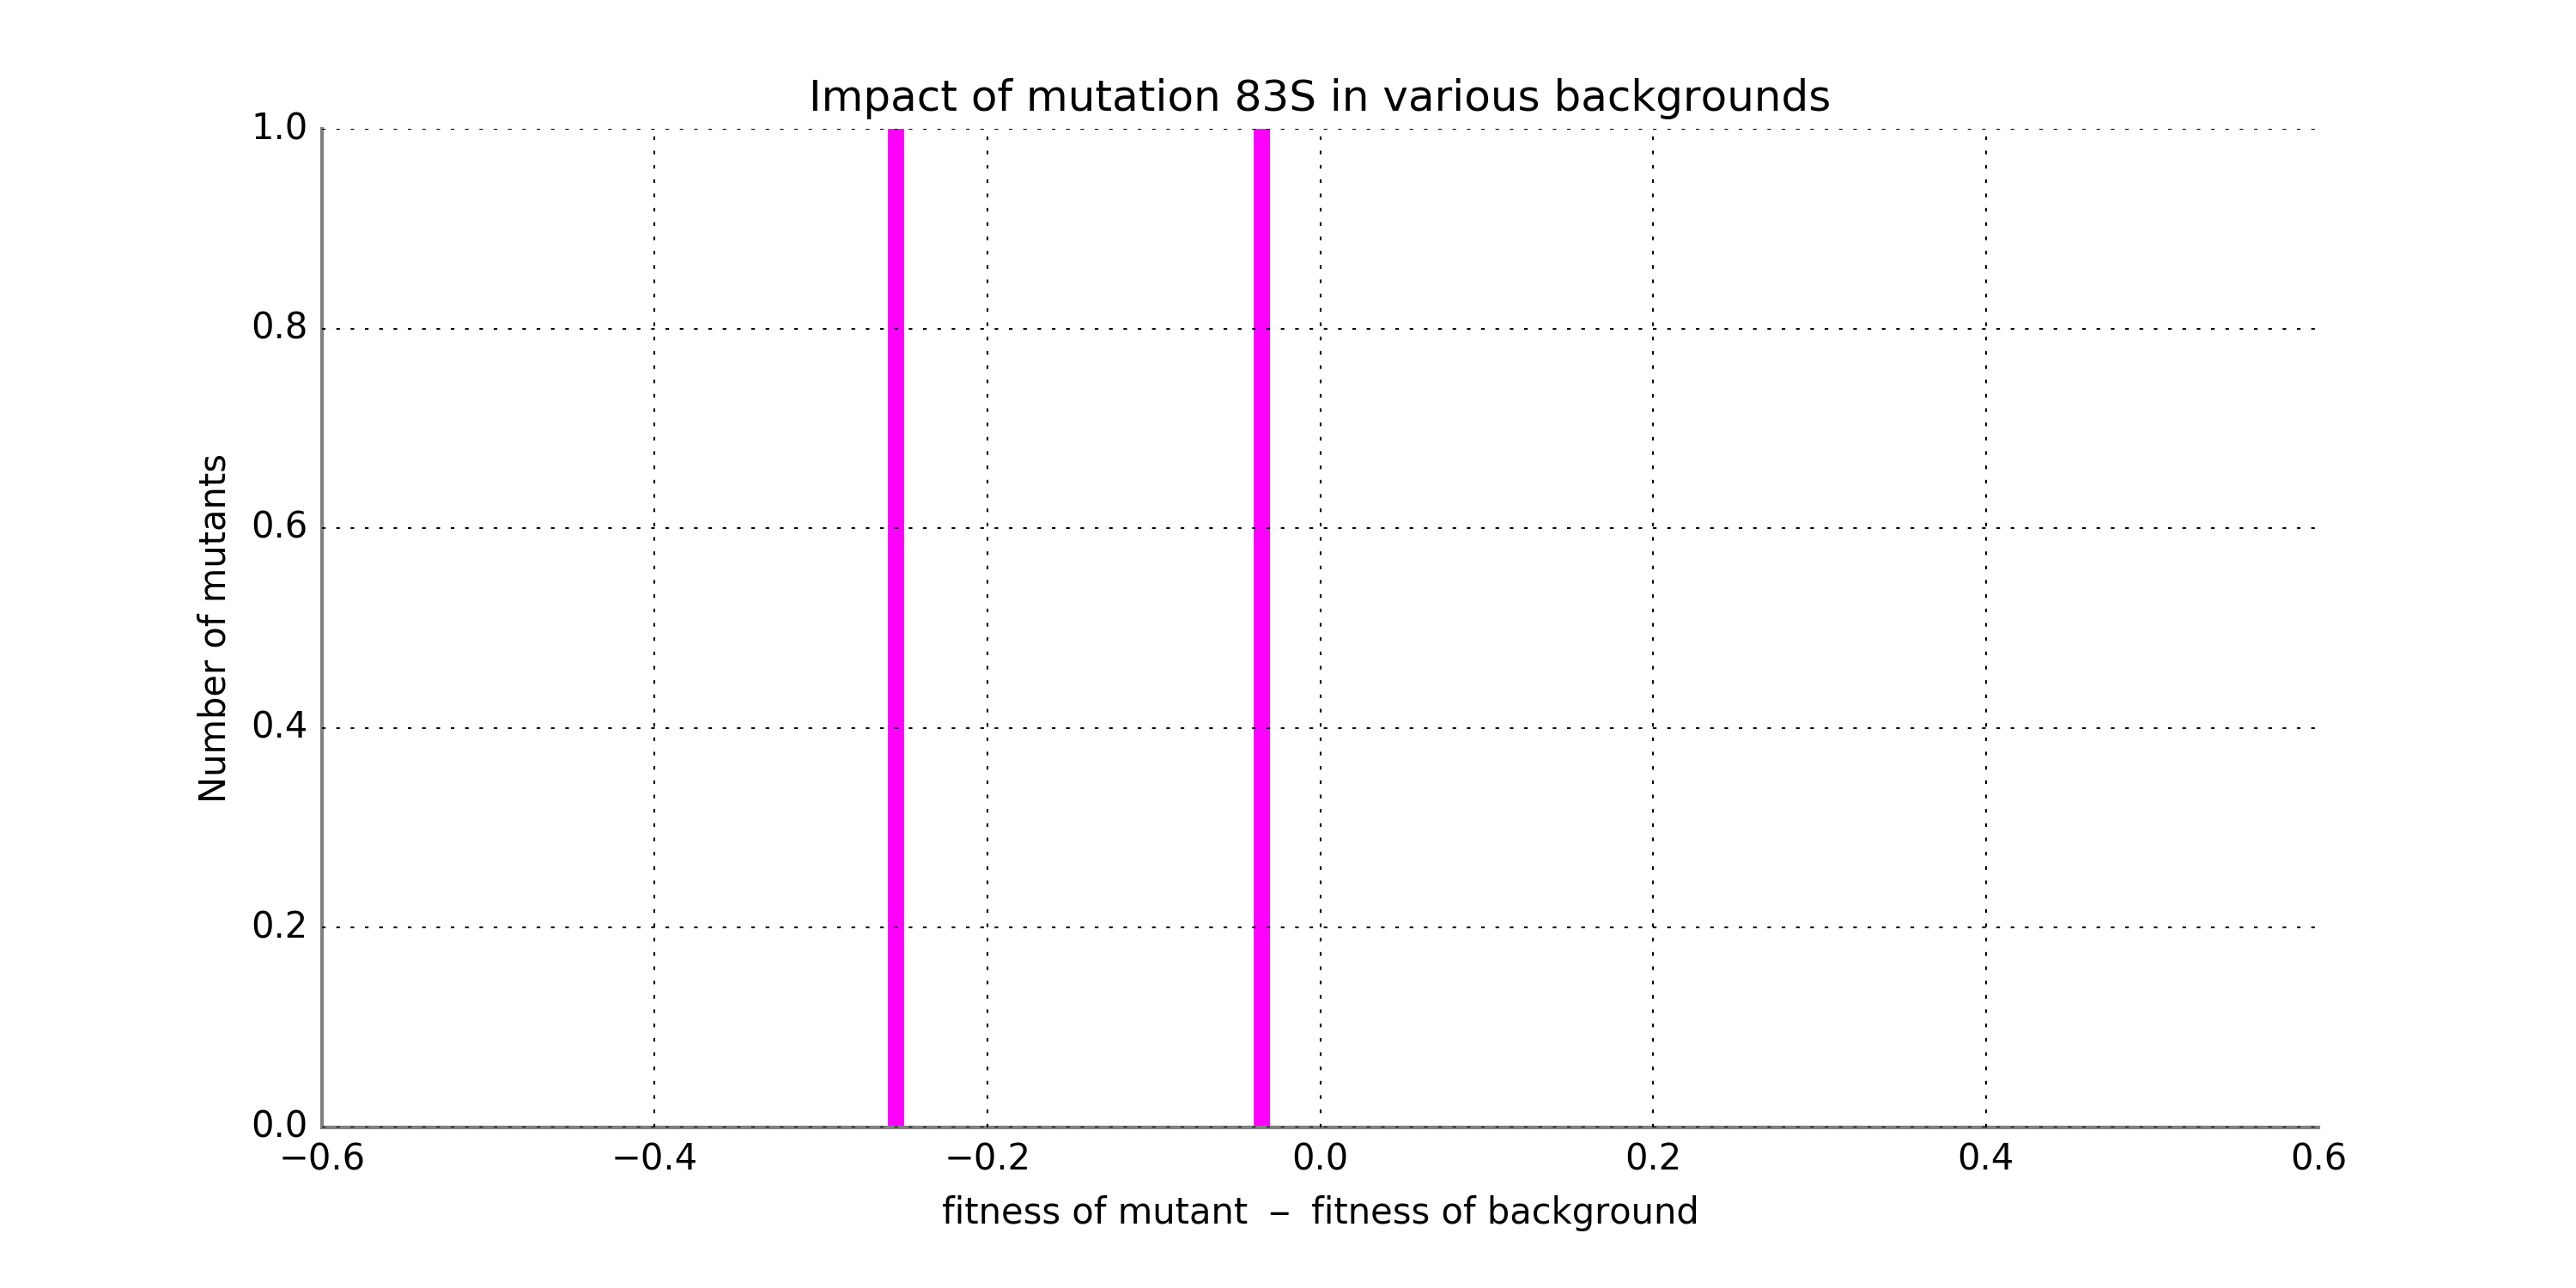 Impact of mutation 83S in various backgrounds
1.0
0.8
0.6
0.4
0.2
0.0
Number of mutants
−0.6 −0.4 −0.2 0.0 0.2 0.4 0.6
fitness of mutant − fitness of background